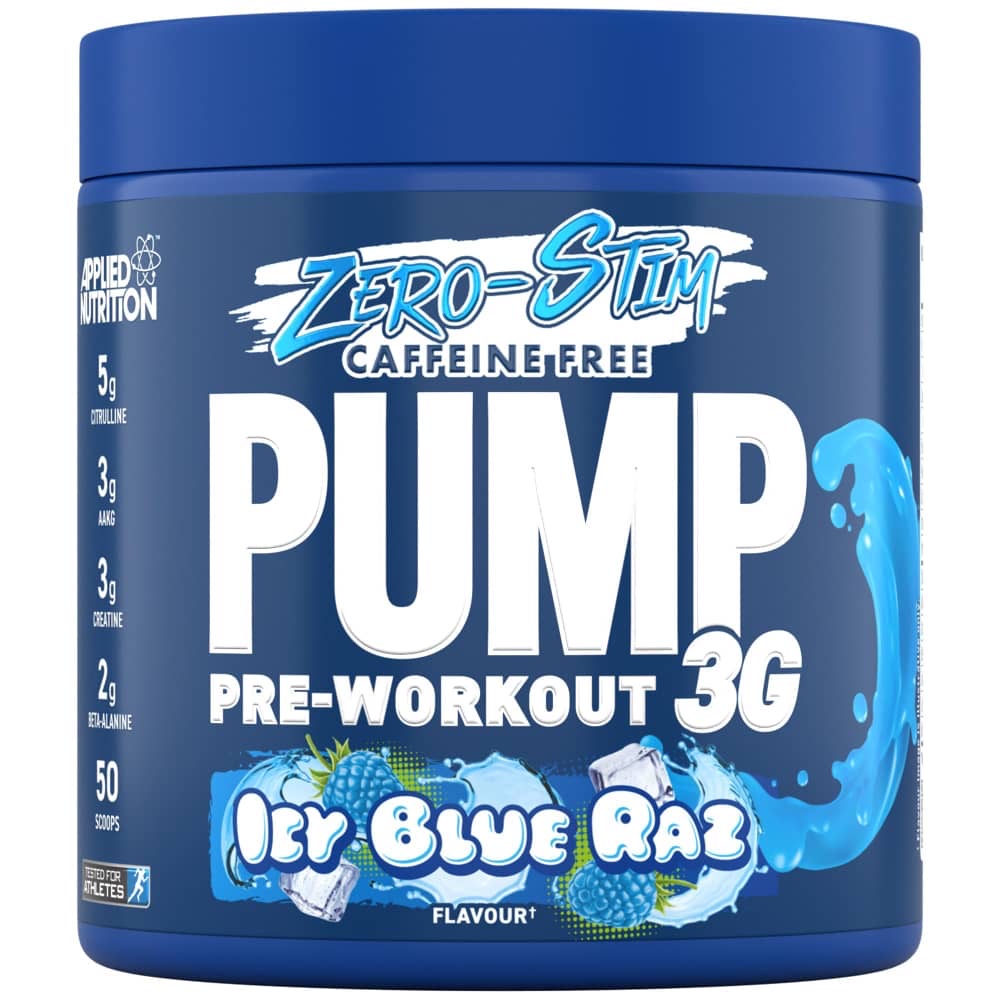 APPLIED
NUTRITION™
5g
CITRULLINE
3g
AAKG
3g
CREATINE
2g
BETA-ALANINE
50
SCOOPS
TESTED FOR
ATHLETES
ZERO-STIM
CAFFEINE FREE
PUMP
PRE-WORKOUT 3G
ICY BLUE RAZ
FLAVOUR†